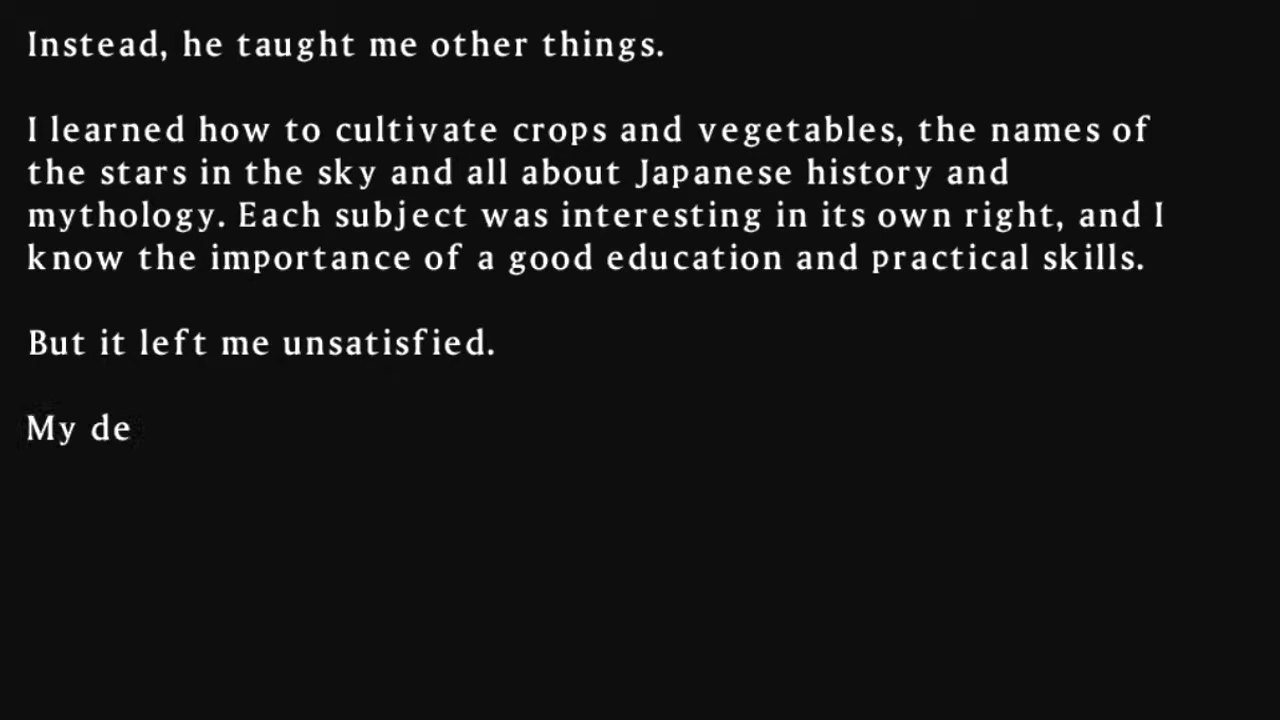 Instead, he taught me other things.
I learned how to cultivate crops and vegetables, the names of
the stars in the sky and all about Japanese history and
mythology. Each subject was interesting in its own right, and I
know the importance of a good education and practical skills.
But it left me unsatisfied.
My de